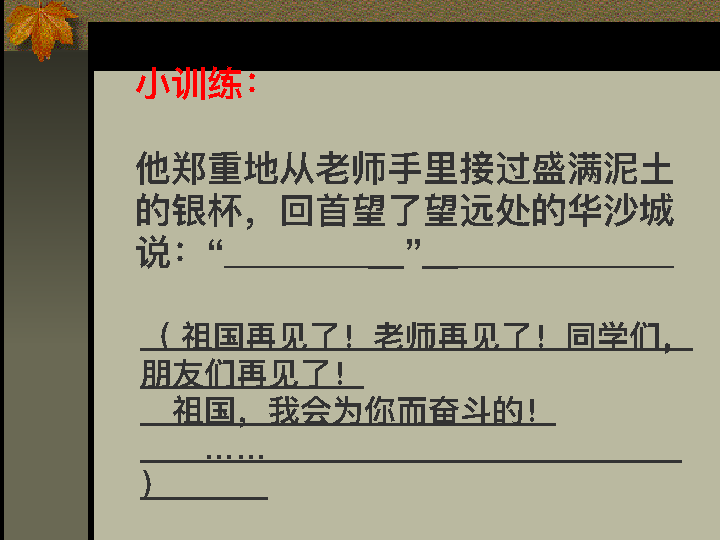 小训练：
他郑重地从老师手里接过盛满泥土
的银杯，回首望了望远处的华沙城
说：“__________”____________
（ 祖国再见了！老师再见了！同学们，
朋友们再见了！
祖国，我会为你而奋斗的！
……
）